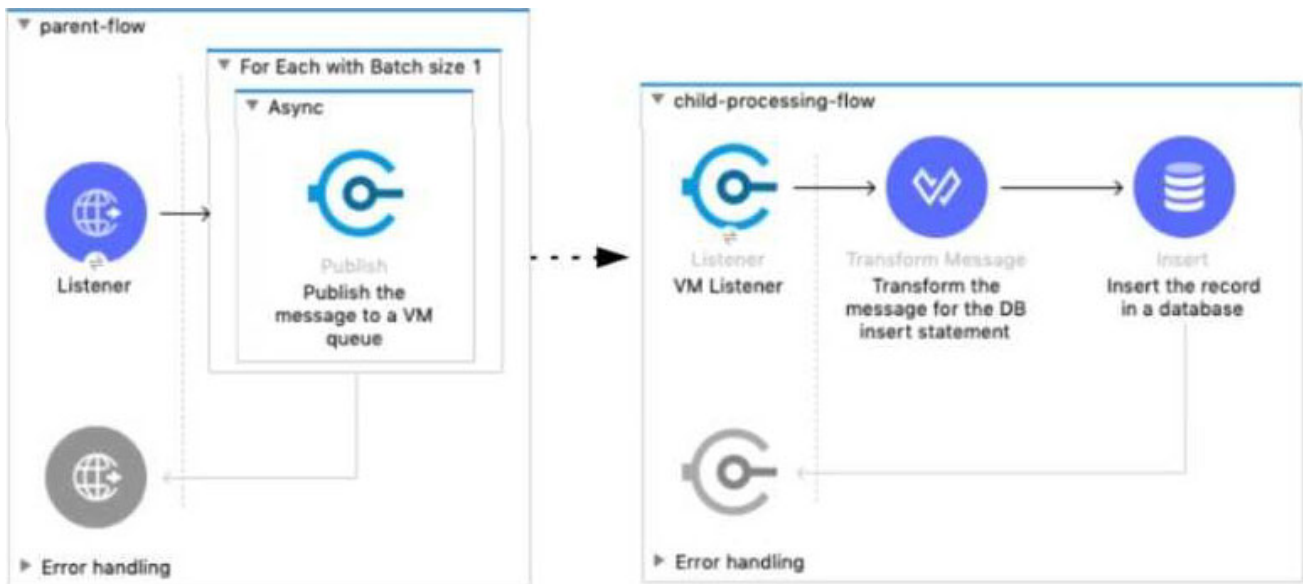 parent-flow
For Each with Batch size 1
Async
Listener
Publish
Publish the
message to a VM
queue
Error handling
child-processing-flow
Listener
VM Listener
Transform Message
Transform the
message for the DB
insert statement
Insert
Insert the record
in a database
Error handling